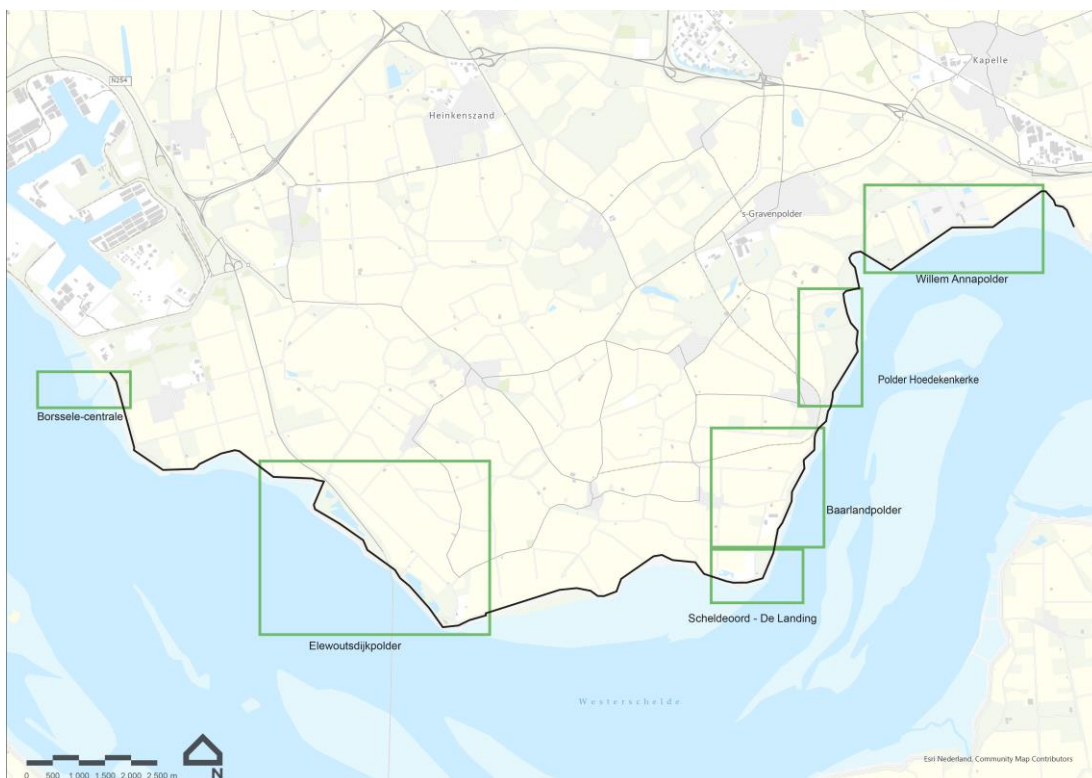 N254
Kapelle
Heinkenszand
's-Gravenpolder
Willem Annapolder
Polder Hoedekenkerke
Borssele-centrale
Baarlandpolder
Scheldeoord - De Landing
Elewoutsdijkpolder
Westerschelde
N
0 500 1 000 1 500 2 000 2 500 m
Esri Nederland, Community Map Contributors